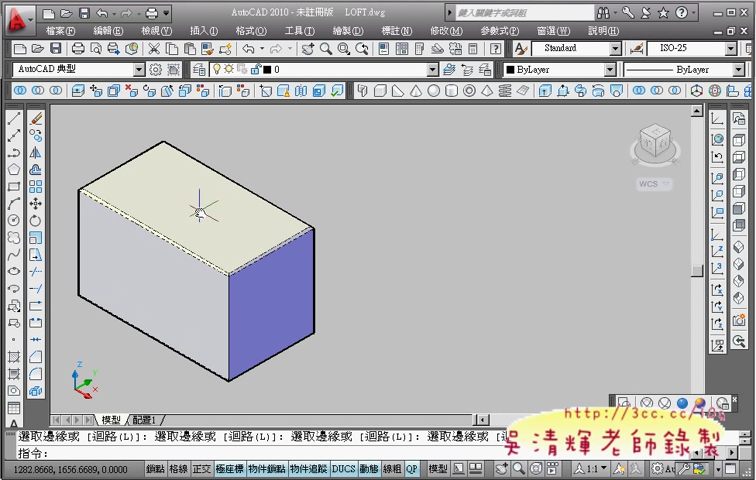 AutoCAD 2010 - 未註冊版 LOFT.dwg
鍵入關鍵字或詞組
檔案(F) 編輯(E) 檢視(V) 插入(I) 格式(O) 工具(T) 繪製(D) 標註(N) 修改(M) 參數式(P) 視窗(W) 說明(H)
Standard ISO-25
AutoCAD 典型 0 ByLayer ByLayer
WCS
Z
Y
X
模型 配置1
http://3cc.cc/10g
選取邊緣或 [迴路(L)]: 選取邊緣或 [迴路(L)]: 選取邊緣或 [迴路(L)]: 選取邊緣或
吳清輝老師錄製
指令:
1282.8668, 1656.6689, 0.0000 鎖點 格線 正交 極座標 物件鎖點 物件追蹤 DUCS 動態 線粗 QP 模型 1:1